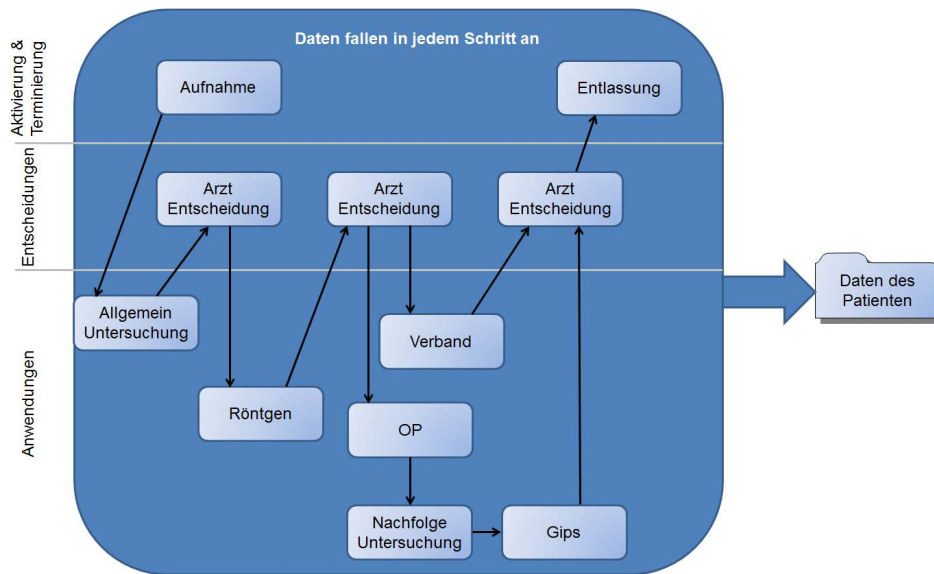 Daten fallen in jedem Schritt an
Aktivierung &
Terminierung
Aufnahme
Entlassung
Entscheidungen
Arzt
Entscheidung
Arzt
Entscheidung
Arzt
Entscheidung
Anwendungen
Allgemein
Untersuchung
Verband
Röntgen
OP
Nachfolge
Untersuchung
Gips
Daten des
Patienten